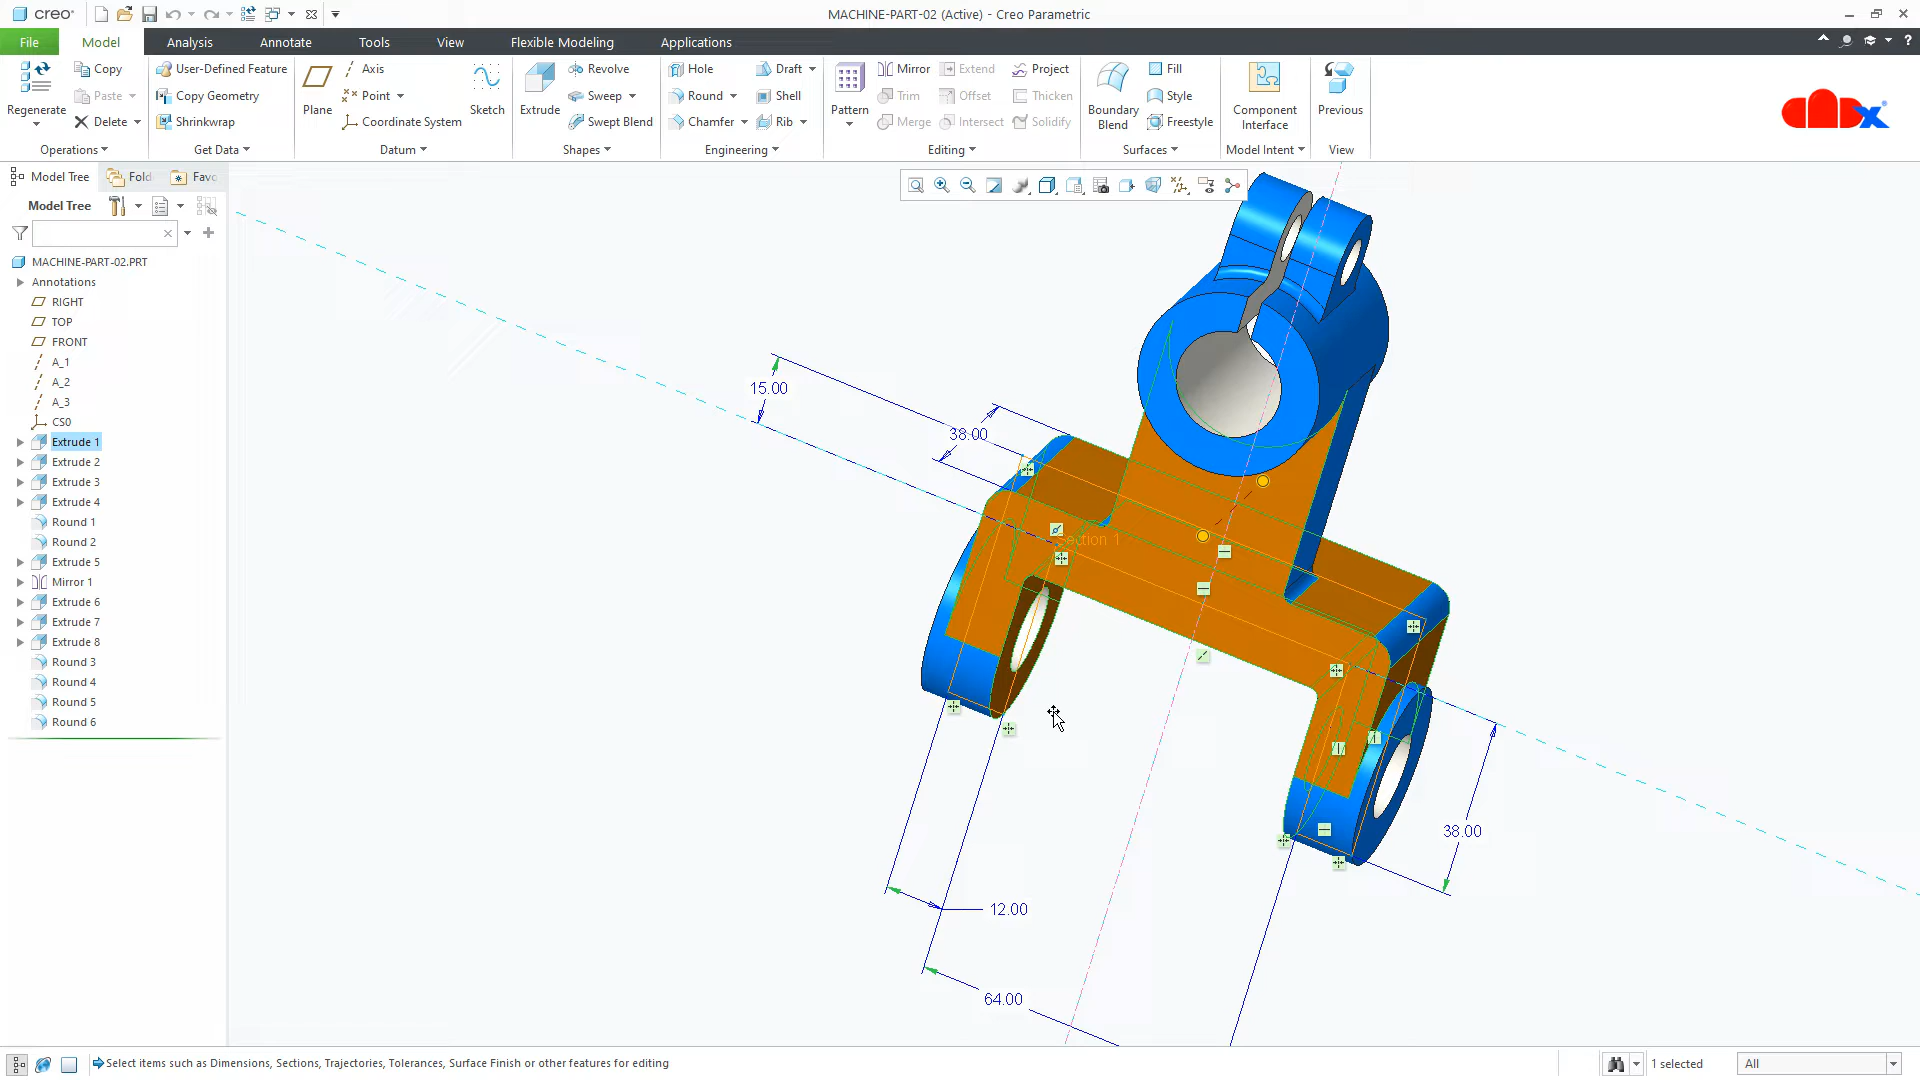 creo®
MACHINE-PART-02 (Active) - Creo Parametric
File Model Analysis Annotate Tools View Flexible Modeling Applications
Regenerate
Copy
Paste
Delete
Operations
User-Defined Feature
Copy Geometry
Shrinkwrap
Get Data
Plane
Axis
Point
Coordinate System
Sketch
Datum
Extrude
Revolve
Sweep
Swept Blend
Shapes
Hole
Round
Chamfer
Draft
Shell
Rib
Engineering
Pattern
Mirror
Trim
Merge
Extend
Offset
Intersect
Project
Thicken
Solidify
Editing
Boundary
Blend
Fill
Style
Freestyle
Surfaces
Component
Interface
Model Intent
Previous
View
Model Tree Fold Favo
Model Tree
MACHINE-PART-02.PRT
Annotations
RIGHT
TOP
FRONT
A_1
A_2
A_3
CS0
Extrude 1
Extrude 2
Extrude 3
Extrude 4
Round 1
Round 2
Extrude 5
Mirror 1
Extrude 6
Extrude 7
Extrude 8
Round 3
Round 4
Round 5
Round 6
15.00
38.00
Section 1
38.00
12.00
64.00
Select items such as Dimensions, Sections, Trajectories, Tolerances, Surface Finish or other features for editing
1 selected
All